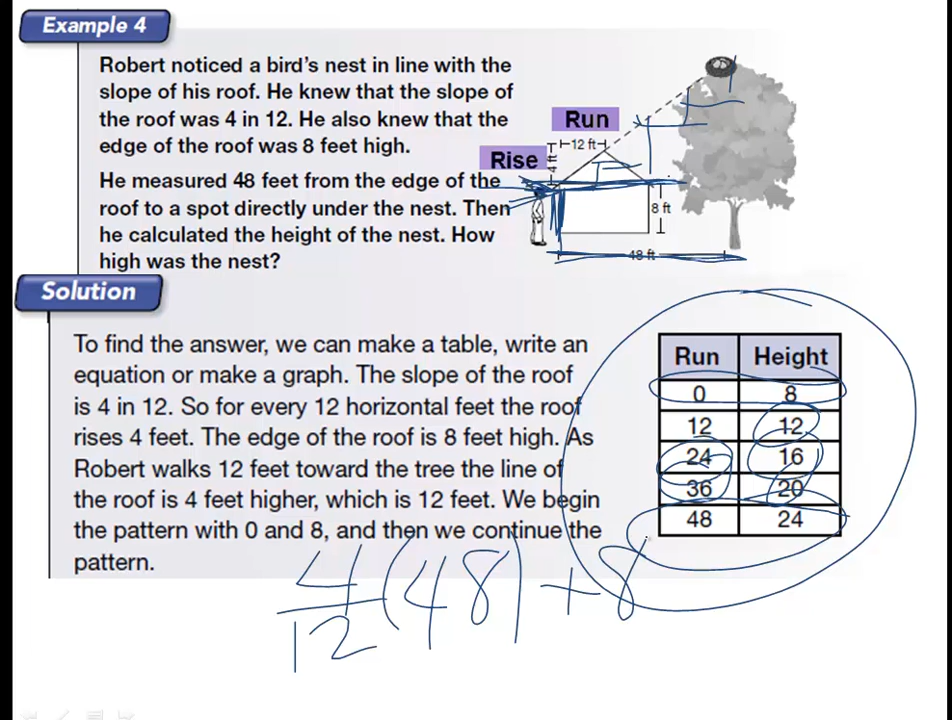 Example 4
Robert noticed a bird's nest in line with the
slope of his roof. He knew that the slope of
the roof was 4 in 12. He also knew that the
edge of the roof was 8 feet high.
He measured 48 feet from the edge of the
roof to a spot directly under the nest. Then
he calculated the height of the nest. How
high was the nest?
Run
12 ft
Rise
4 ft
8 ft
48 ft
Solution
To find the answer, we can make a table, write an
equation or make a graph. The slope of the roof
is 4 in 12. So for every 12 horizontal feet the roof
rises 4 feet. The edge of the roof is 8 feet high. As
Robert walks 12 feet toward the tree the line of
the roof is 4 feet higher, which is 12 feet. We begin
the pattern with 0 and 8, and then we continue the
pattern.
Run Height
0 8
12 12
24 16
36 20
48 24
4/12 (48) + 8